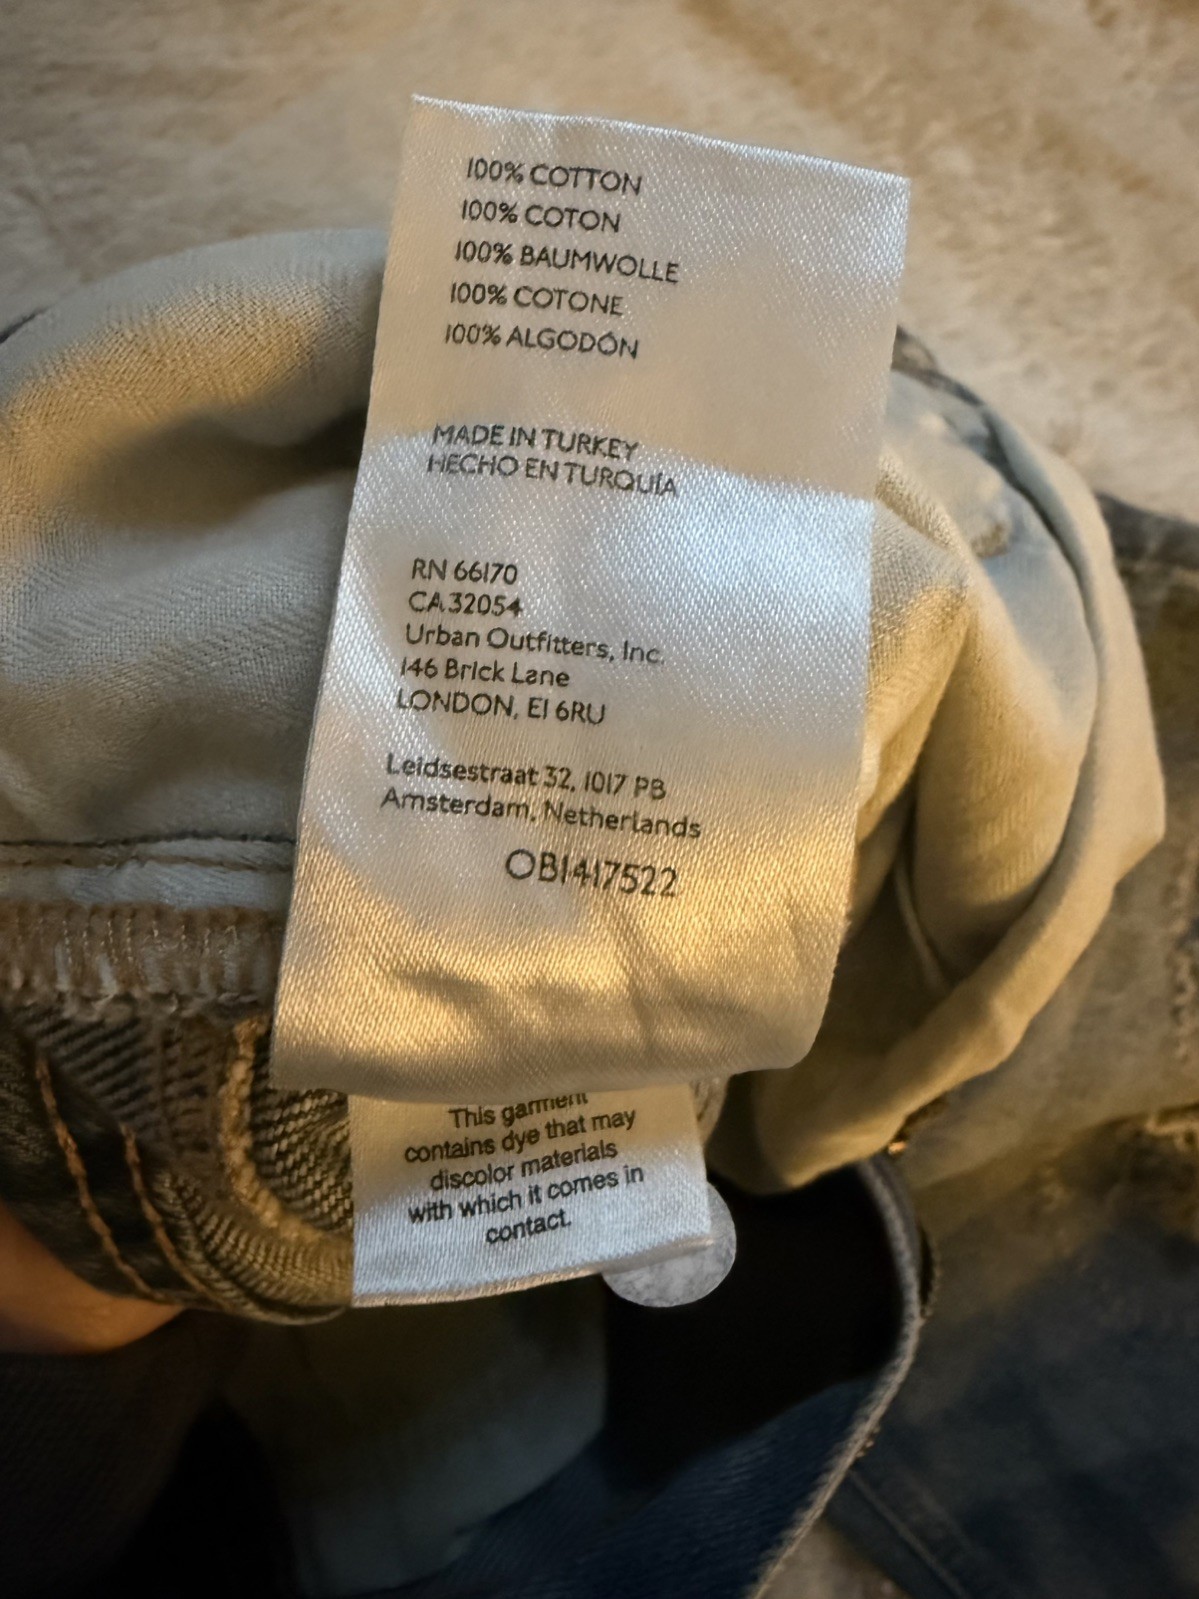 100% COTTON
100% COTON
100% BAUMWOLLE
100% COTONE
100% ALGODÓN
MADE IN TURKEY
HECHO EN TURQUÍA
RN 66170
CA 32054
Urban Outfitters, Inc.
146 Brick Lane
LONDON, E1 6RU
Leidsestraat 32, 1017 PB
Amsterdam, Netherlands
OB1417522
This garment
contains dye that may
discolor materials
with which it comes in
contact.